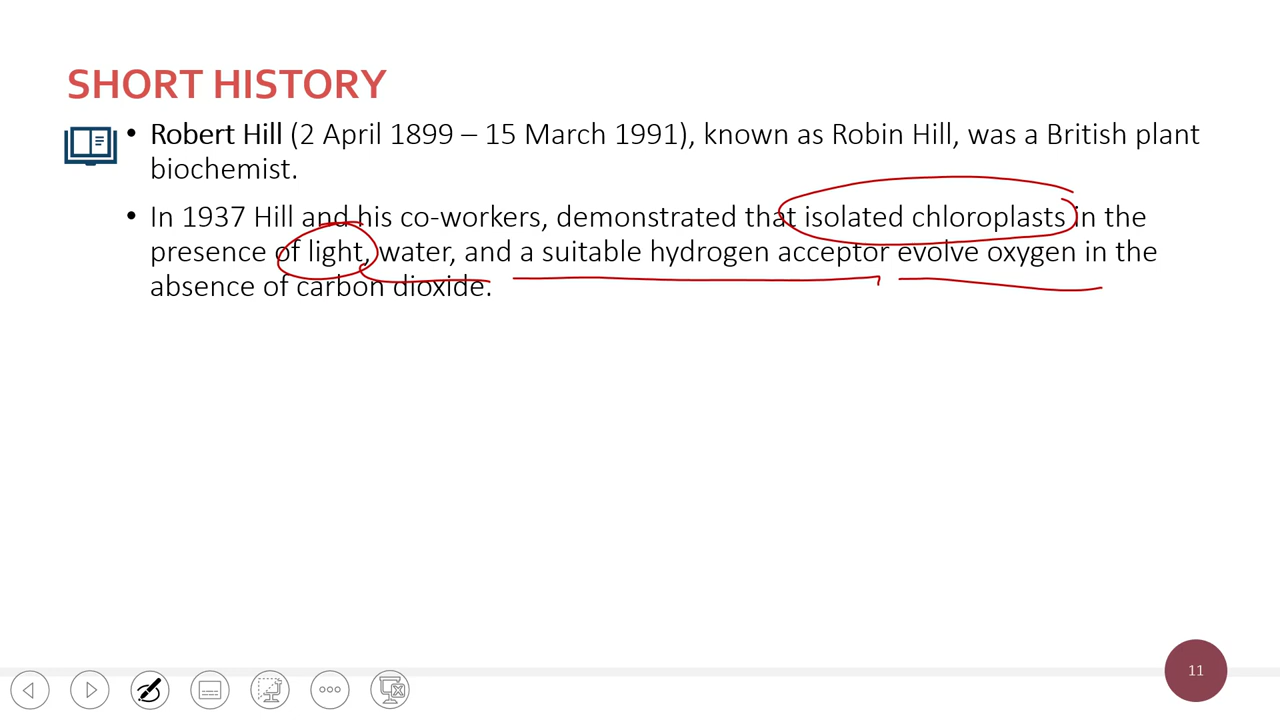 SHORT HISTORY
• Robert Hill (2 April 1899 – 15 March 1991), known as Robin Hill, was a British plant
biochemist.
• In 1937 Hill and his co-workers, demonstrated that isolated chloroplasts in the
presence of light, water, and a suitable hydrogen acceptor evolve oxygen in the
absence of carbon dioxide.
11